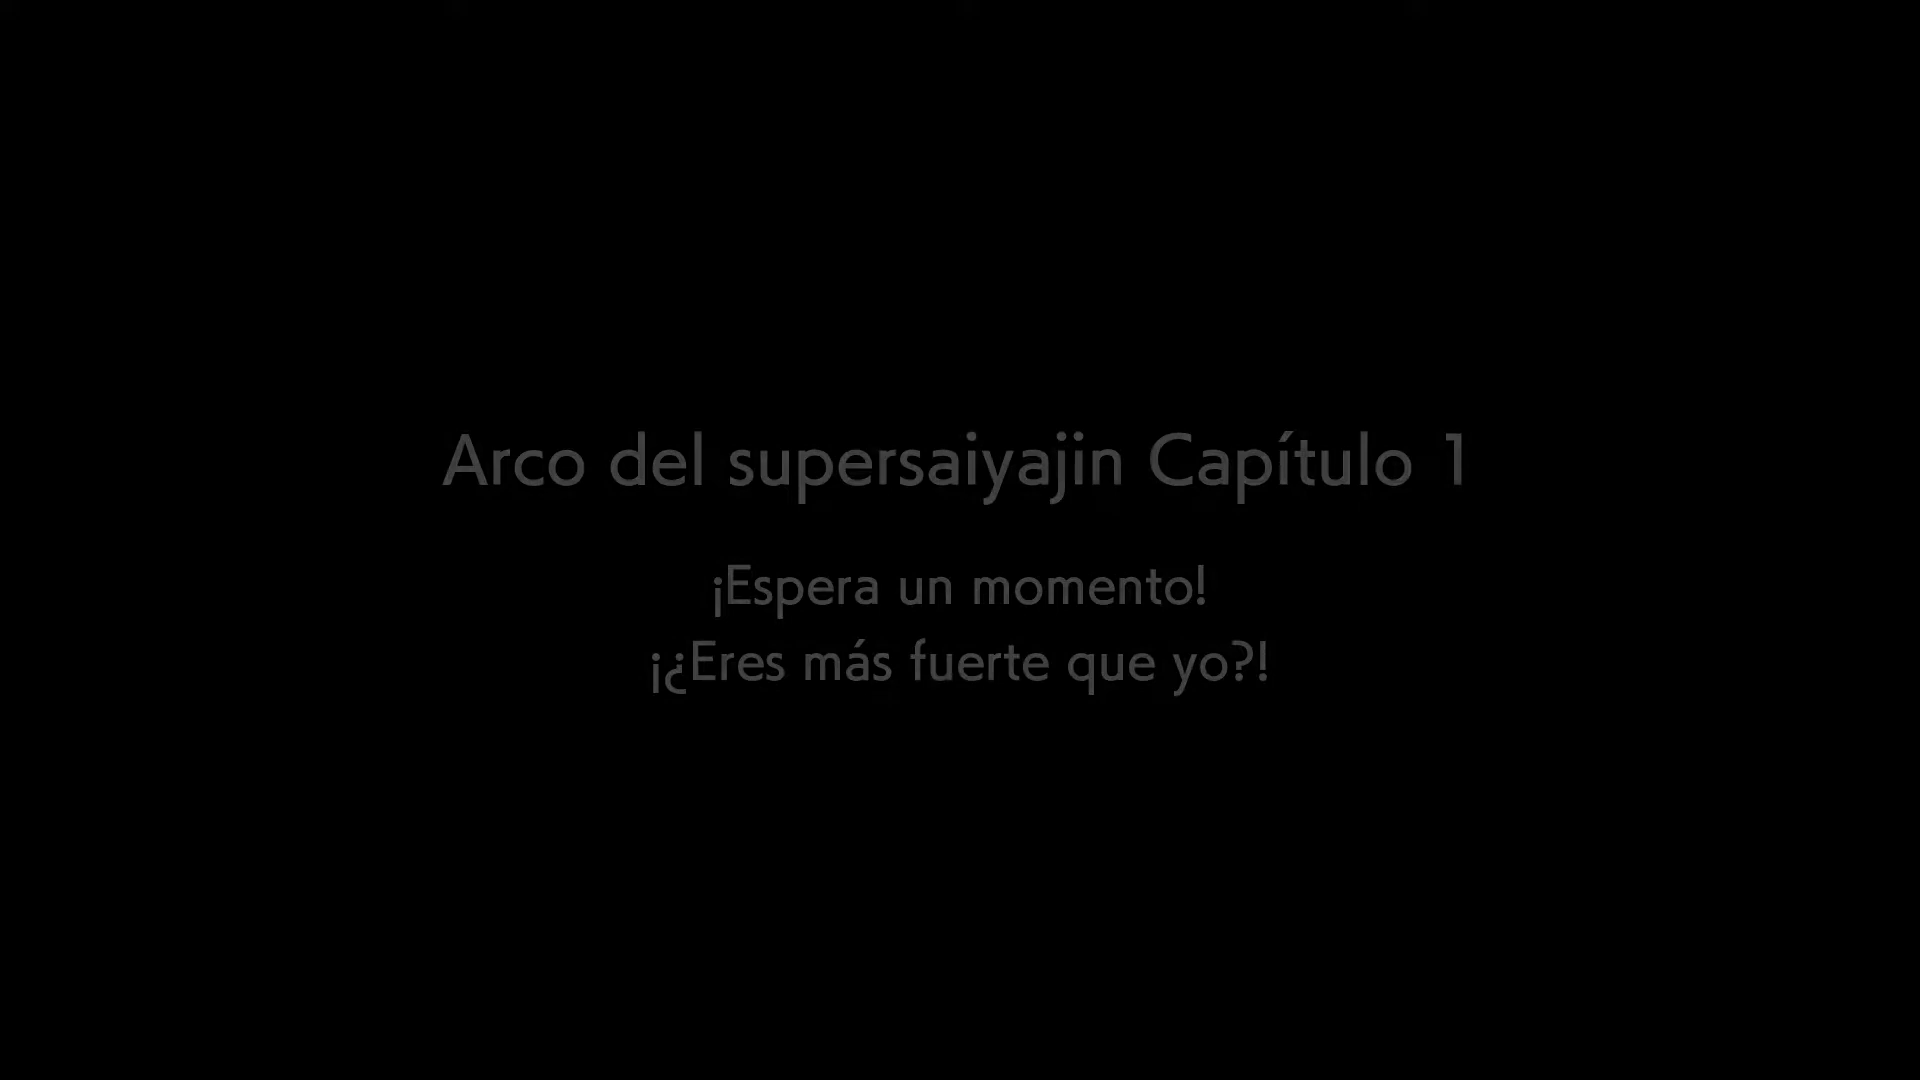 Arco del supersaiyajin Capítulo 1
¡Espera un momento!
¡¿Eres más fuerte que yo?!